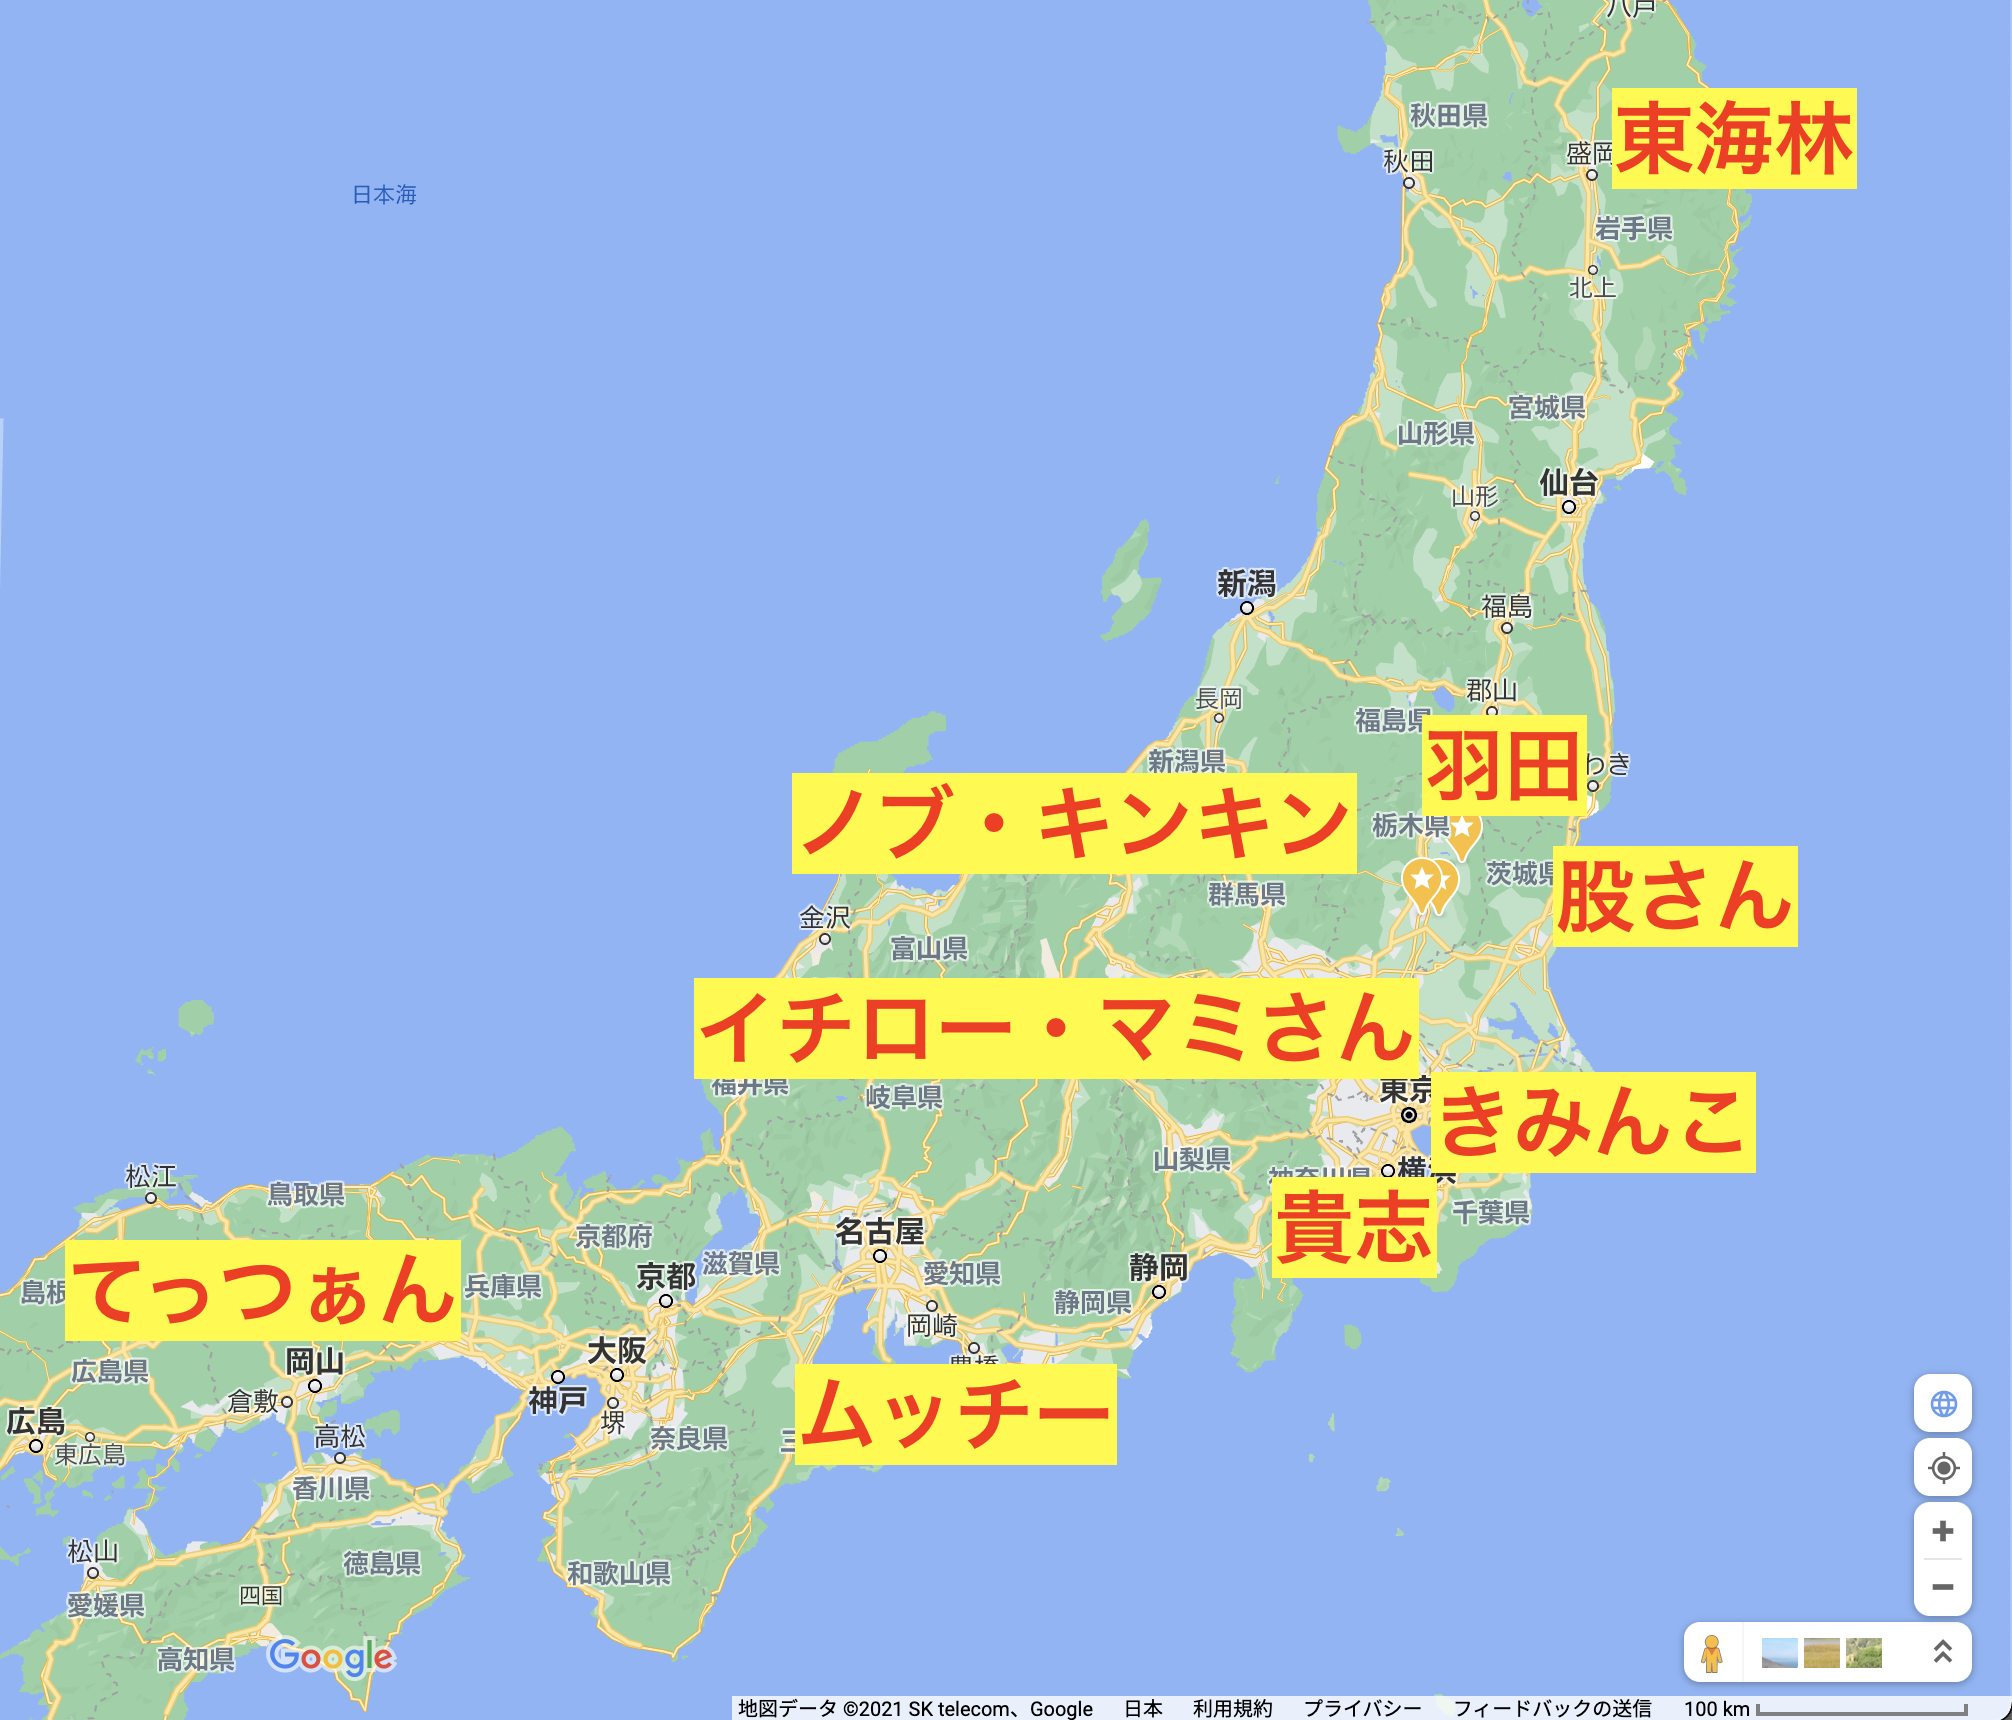 八戸
東海林
秋田県
盛岡
秋田
日本海
岩手県
北上
宮城県
山形県
仙台
山形
新潟
福島
郡山
長岡
福島県
羽田
新潟県
わき
ノブ・キンキン
栃木県
茨城県
股さん
群馬県
金沢
富山県
イチロー・マミさん
福井県
岐阜県
東京
きみんこ
山梨県
神奈川県
横浜
松江
鳥取県
貴志
千葉県
京都府
名古屋
滋賀県
静岡
愛知県
京都
兵庫県
島根
てっつぁん
静岡県
岡崎
大阪
豊橋
岡山
広島県
ムッチー
神戸
倉敷
堺
広島
高松
奈良県
三
東広島
香川県
松山
徳島県
和歌山県
四国
愛媛県
高知県
Google
地図データ ©2021 SK telecom、Google 日本 利用規約 プライバシー フィードバックの送信 100 km